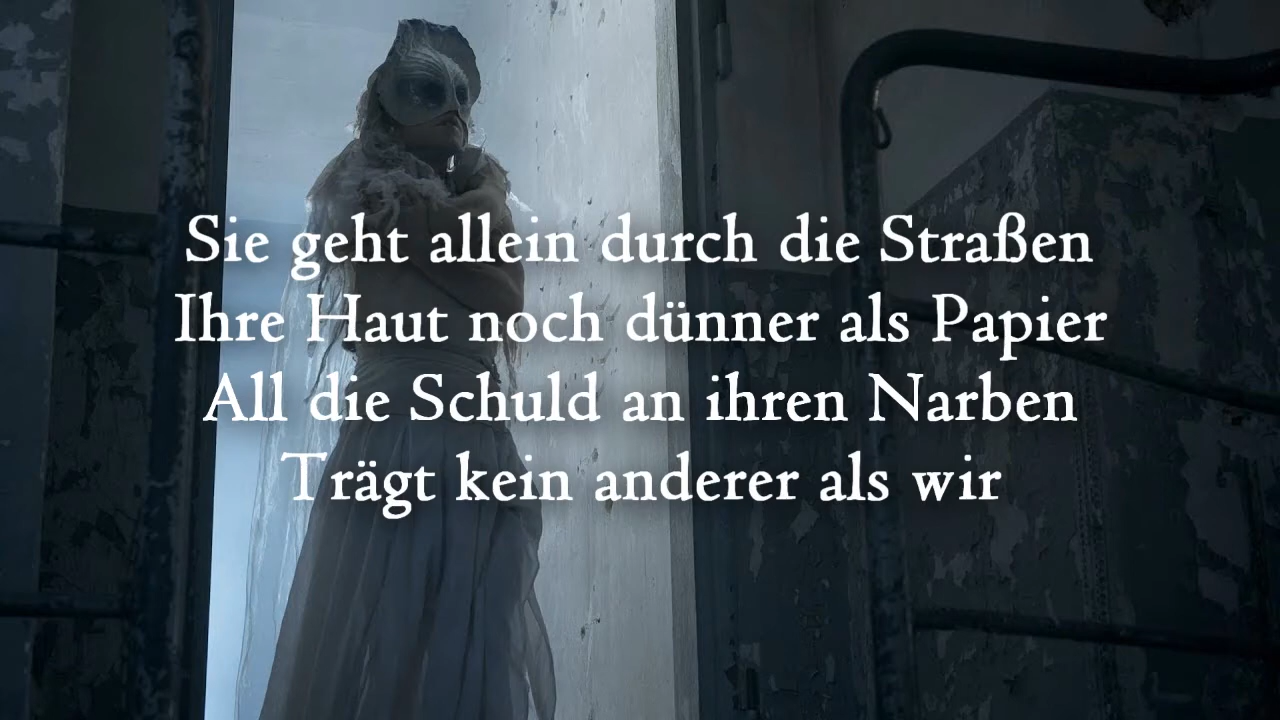 Sie geht allein durch die Straßen
Ihre Haut noch dünner als Papier
All die Schuld an ihren Narben
Trägt kein anderer als wir